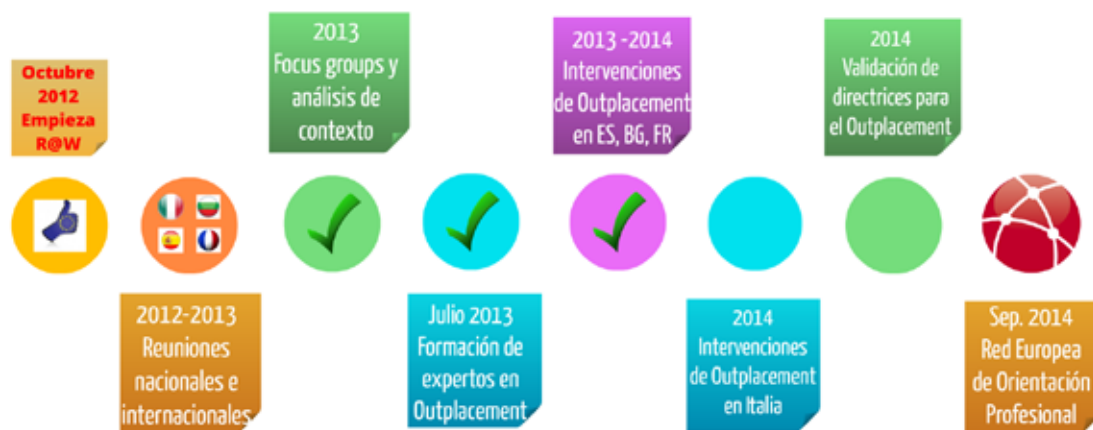 Octubre
2012
Empieza
R@W
2012-2013
Reuniones
nacionales e
internacionales
2013
Focus groups y
análisis de
contexto
Julio 2013
Formación de
expertos en
Outplacement
2013 -2014
Intervenciones
de Outplacement
en ES, BG, FR
2014
Intervenciones
de Outplacement
en Italia
2014
Validación de
directrices para
el Outplacement
Sep. 2014
Red Europea
de Orientación
Profesional